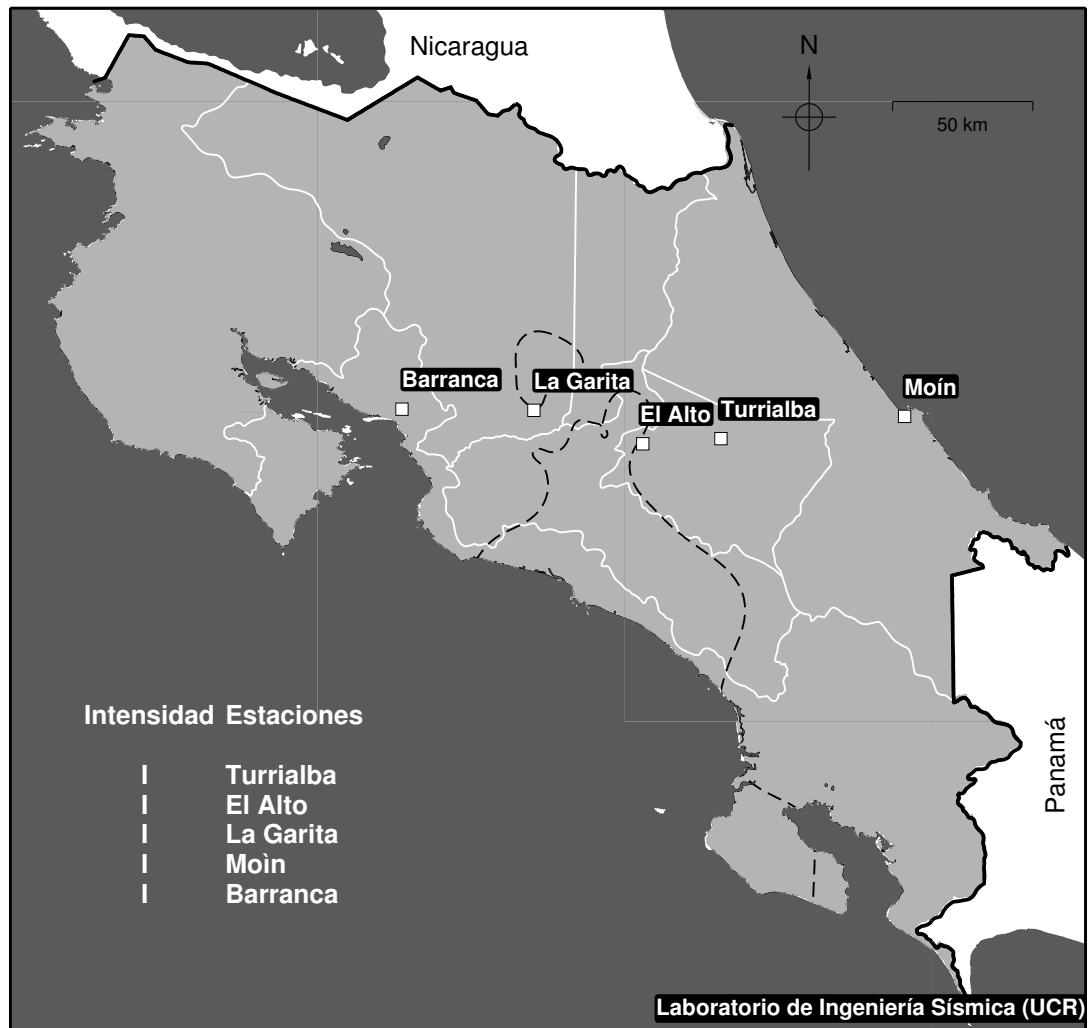 Nicaragua
N
50 km
Barranca
La Garita
Moín
El Alto
Turrialba
Intensidad Estaciones
I Turrialba
I El Alto
I La Garita
I Moìn
I Barranca
Panamá
Laboratorio de Ingeniería Sísmica (UCR)